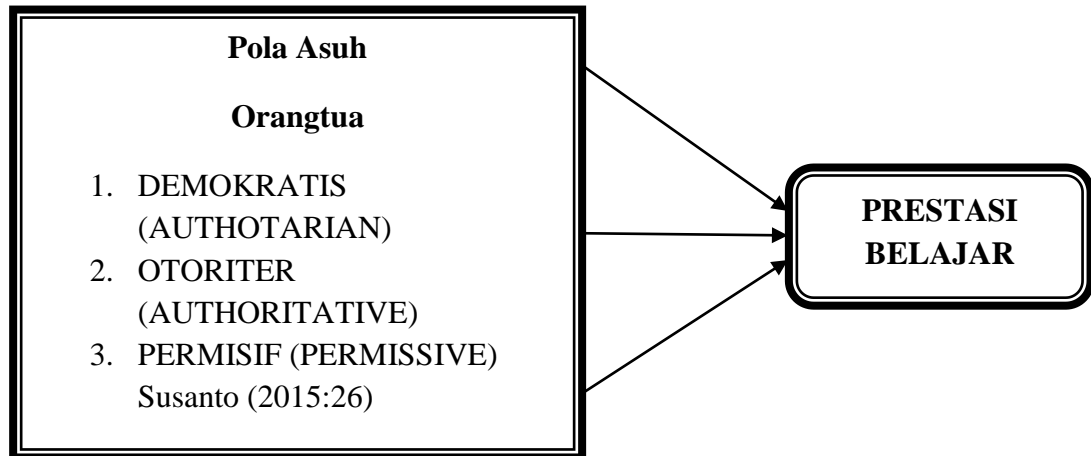 Pola Asuh
Orangtua
1. DEMOKRATIS
(AUTHOTARIAN)
2. OTORITER
(AUTHORITATIVE)
3. PERMISIF (PERMISSIVE)
Susanto (2015:26)
PRESTASI
BELAJAR